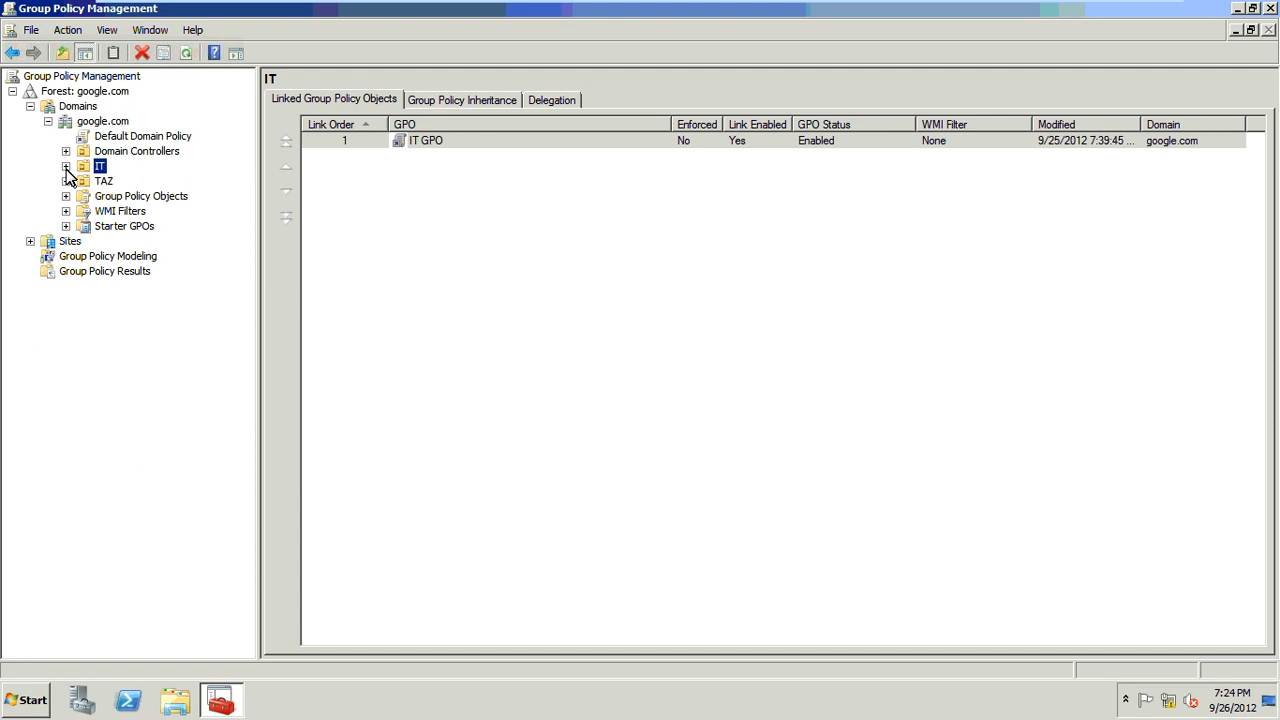 Group Policy Management
File Action View Window Help
Group Policy Management
Forest: google.com
Domains
google.com
Default Domain Policy
Domain Controllers
IT
TAZ
Group Policy Objects
WMI Filters
Starter GPOs
Sites
Group Policy Modeling
Group Policy Results
IT
Linked Group Policy Objects Group Policy Inheritance Delegation
Link Order GPO Enforced Link Enabled GPO Status WMI Filter Modified Domain
1 IT GPO No Yes Enabled None 9/25/2012 7:39:45 ... google.com
Start
7:24 PM
9/26/2012